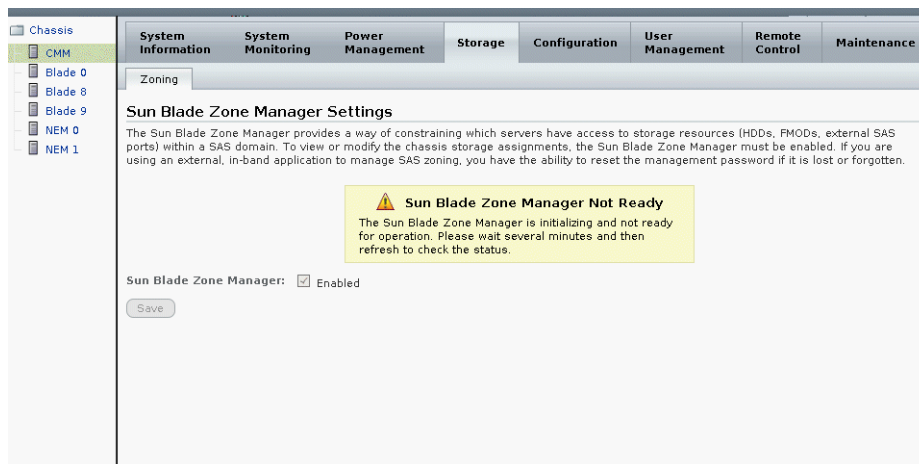 Chassis
CMM
Blade 0
Blade 8
Blade 9
NEM 0
NEM 1
System Information
System Monitoring
Power Management
Storage
Configuration
User Management
Remote Control
Maintenance
Zoning
Sun Blade Zone Manager Settings
The Sun Blade Zone Manager provides a way of constraining which servers have access to storage resources (HDDs, FMODs, external SAS
ports) within a SAS domain. To view or modify the chassis storage assignments, the Sun Blade Zone Manager must be enabled. If you are
using an external, in-band application to manage SAS zoning, you have the ability to reset the management password if it is lost or forgotten.
Sun Blade Zone Manager Not Ready
The Sun Blade Zone Manager is initializing and not ready
for operation. Please wait several minutes and then
refresh to check the status.
Sun Blade Zone Manager: Enabled
Save